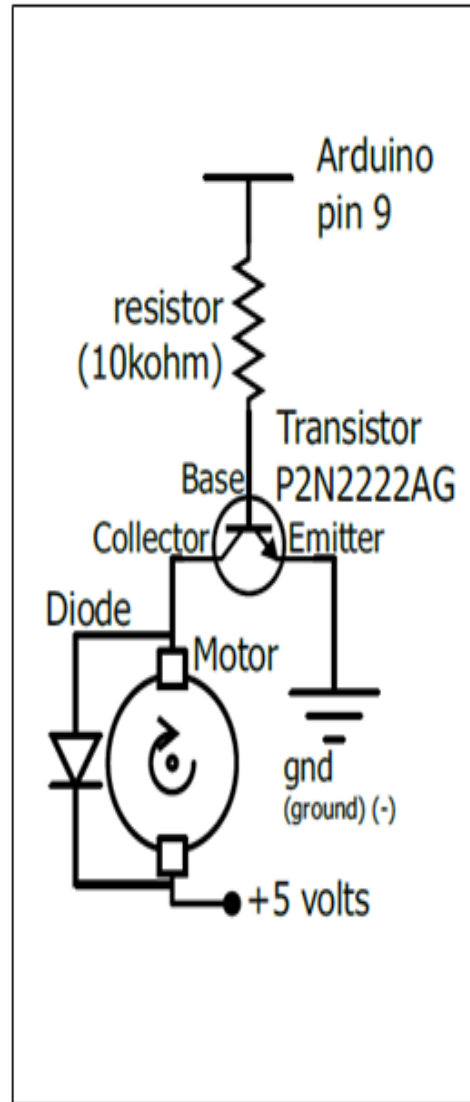 Arduino
pin 9
resistor
(10kohm)
Transistor
Base P2N2222AG
Collector Emitter
Diode
Motor
gnd
(ground) (-)
+5 volts